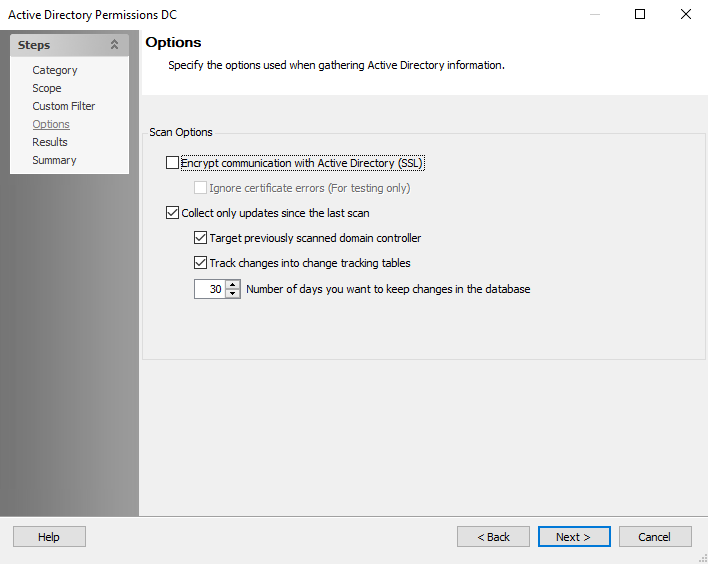 Active Directory Permissions DC
Steps
Category
Scope
Custom Filter
Options
Results
Summary
Options
Specify the options used when gathering Active Directory information.
Scan Options
Encrypt communication with Active Directory (SSL)
Ignore certificate errors (For testing only)
Collect only updates since the last scan
Target previously scanned domain controller
Track changes into change tracking tables
30 Number of days you want to keep changes in the database
Help
< Back
Next >
Cancel